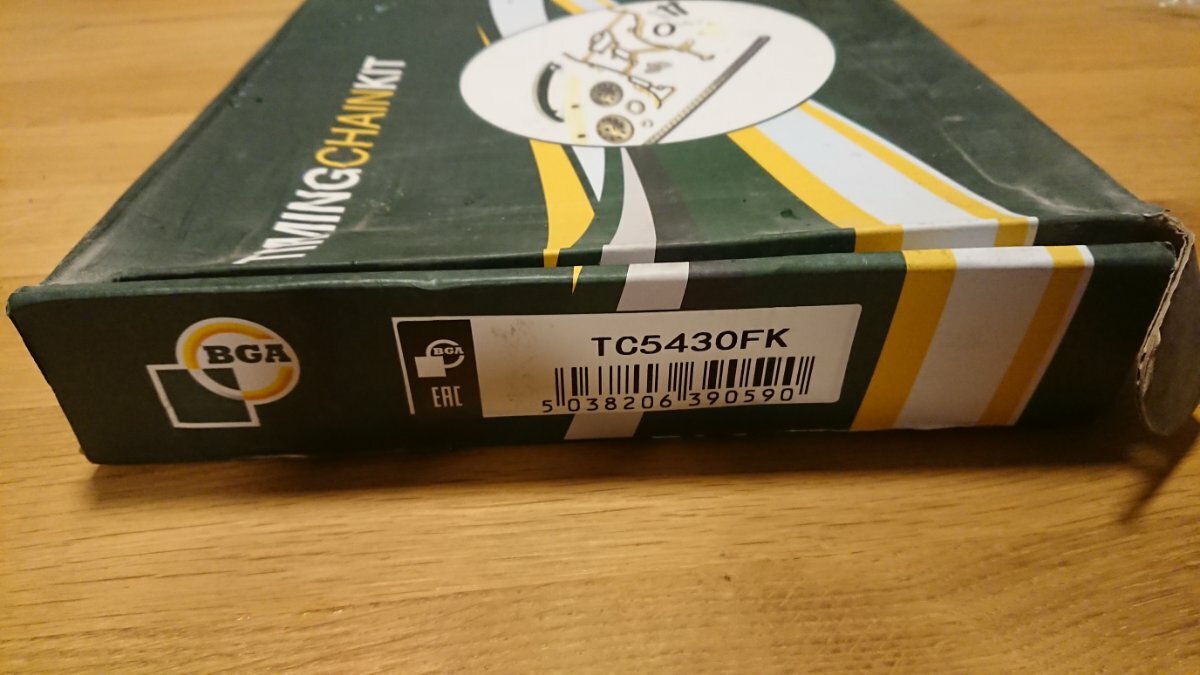 TIMINGCHAINKIT
BGA
BGA
EAC
TC5430FK
5 038206 390590